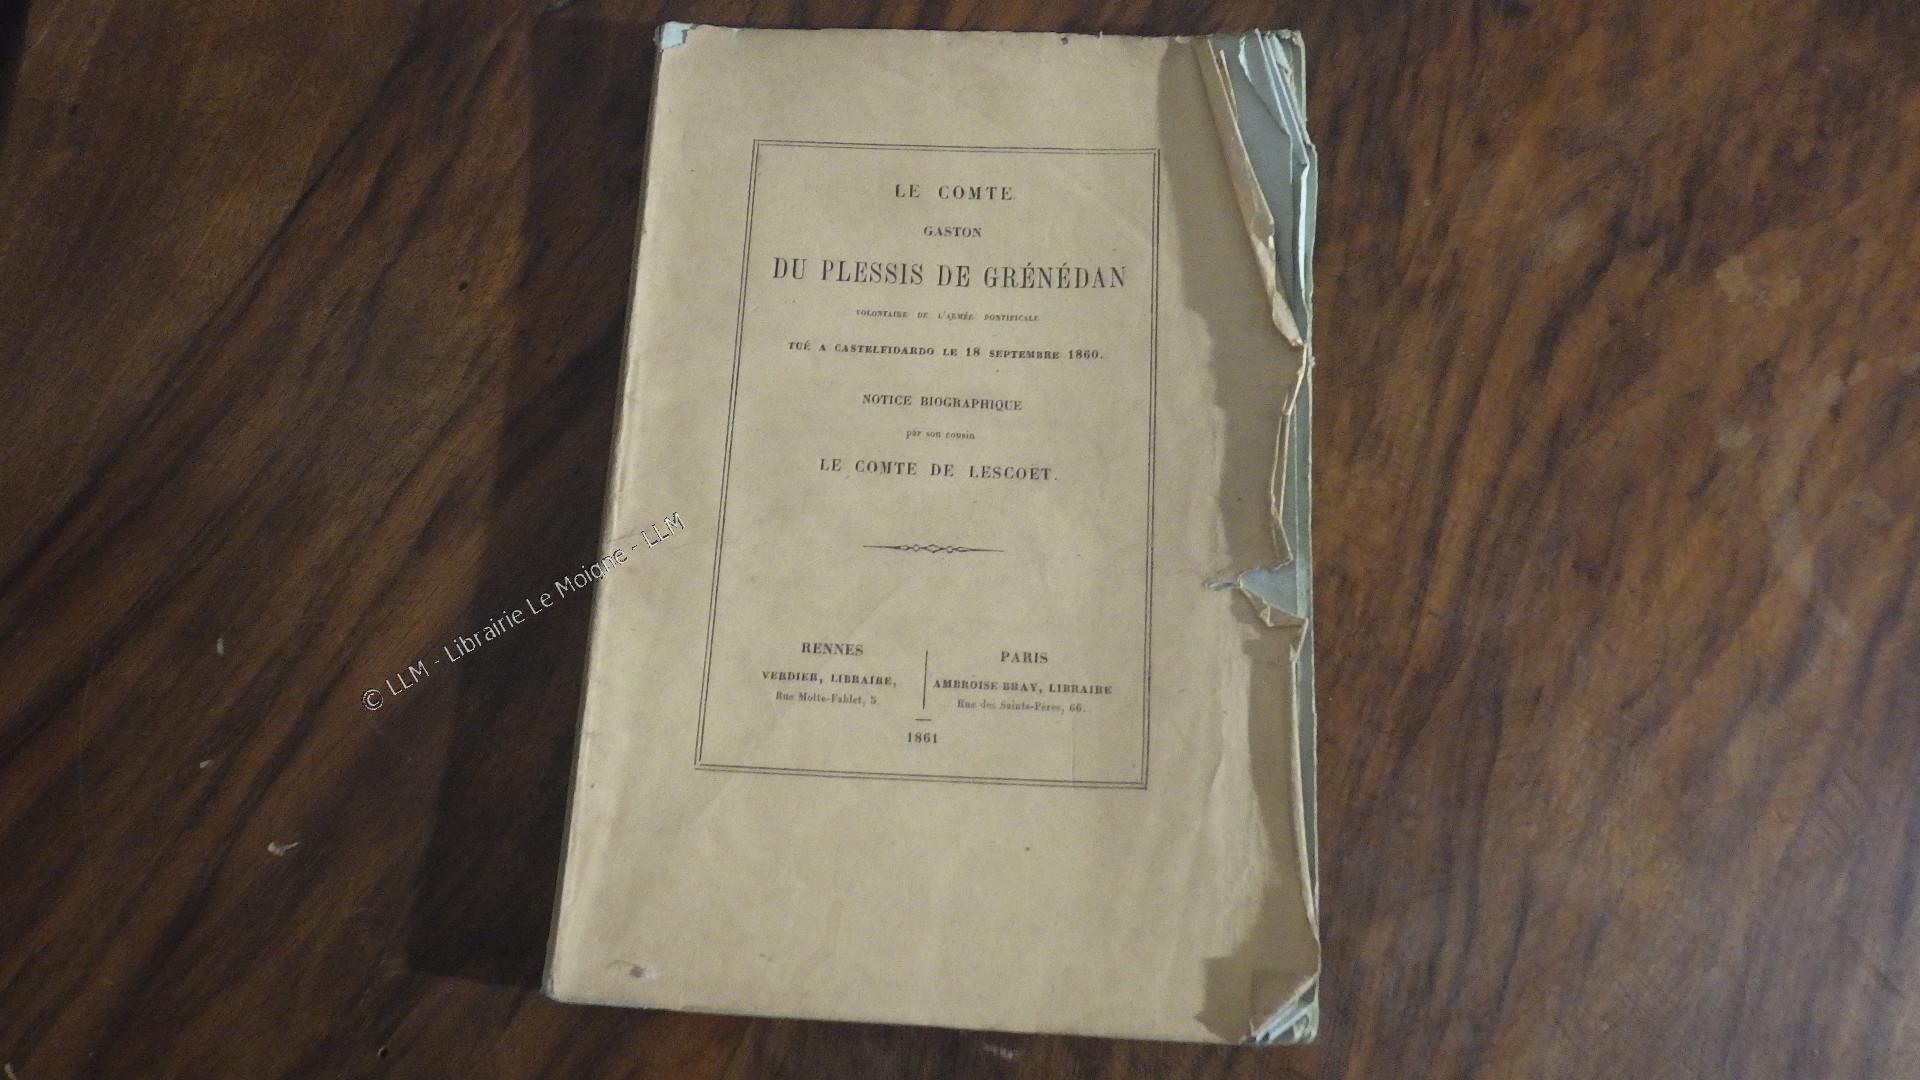 LE COMTE
GASTON
DU PLESSIS DE GRÉNÉDAN
VOLONTAIRE DE L'ARMÉE PONTIFICALE
TUÉ A CASTELFIDARDO LE 18 SEPTEMBRE 1860.
NOTICE BIOGRAPHIQUE
par son cousin
LE COMTE DE LESCOËT.
RENNES
VERDIER, LIBRAIRE,
Rue Motte-Fablet, 5.
PARIS
AMBROISE BRAY, LIBRAIRE
Rue des Saints-Pères, 66.
1861
© LLM - Librairie Le Moigne - LLM